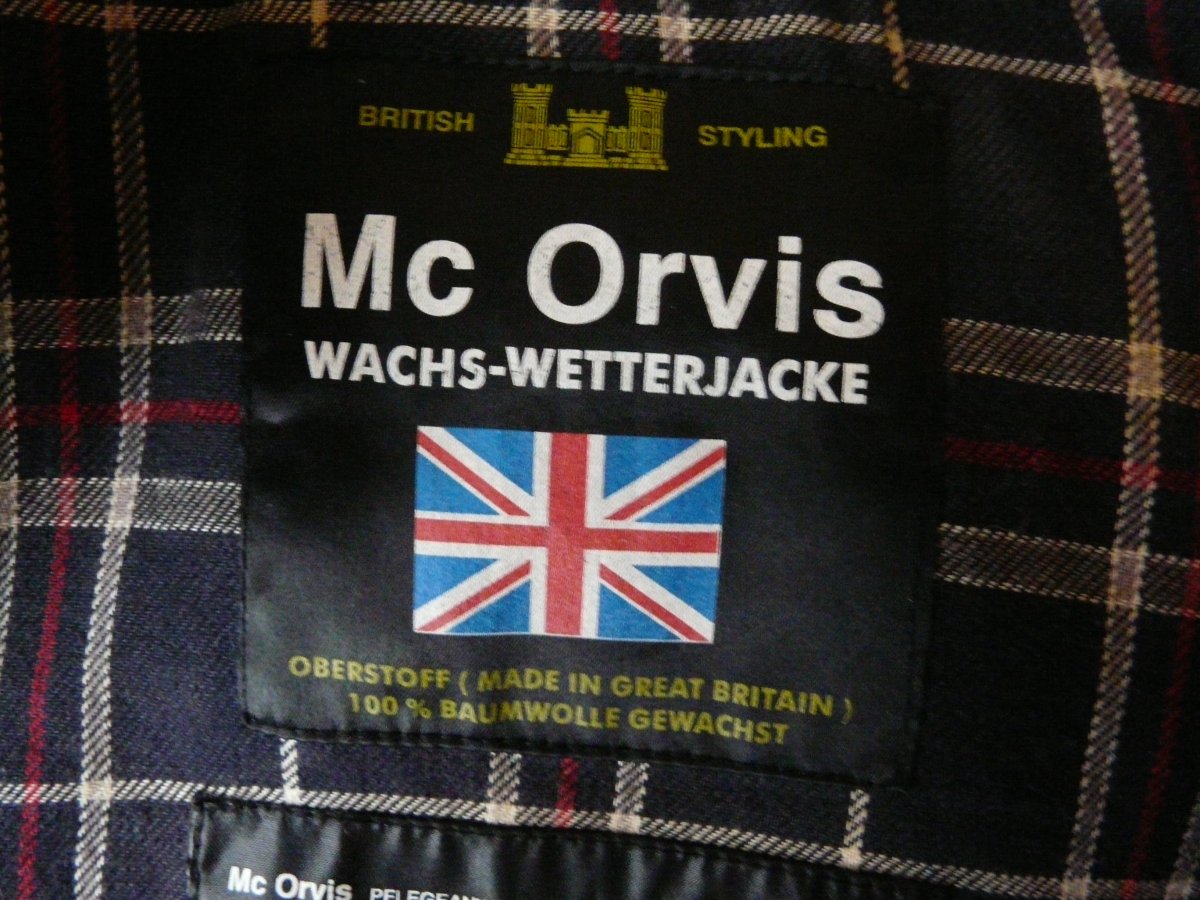 BRITISH STYLING
Mc Orvis
WACHS-WETTERJACKE
OBERSTOFF ( MADE IN GREAT BRITAIN )
100 % BAUMWOLLE GEWACHST
Mc Orvis